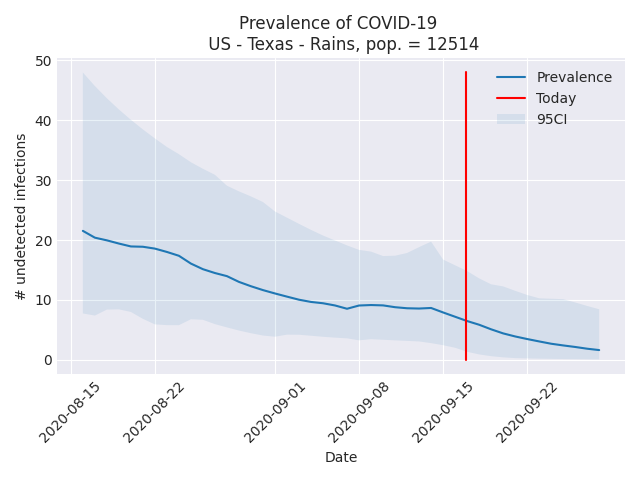 Prevalence of COVID-19
US - Texas - Rains, pop. = 12514
Prevalence
Today
95CI
# undetected infections
50
40
30
20
10
0
2020-08-15
2020-08-22
2020-09-01
2020-09-08
2020-09-15
2020-09-22
Date